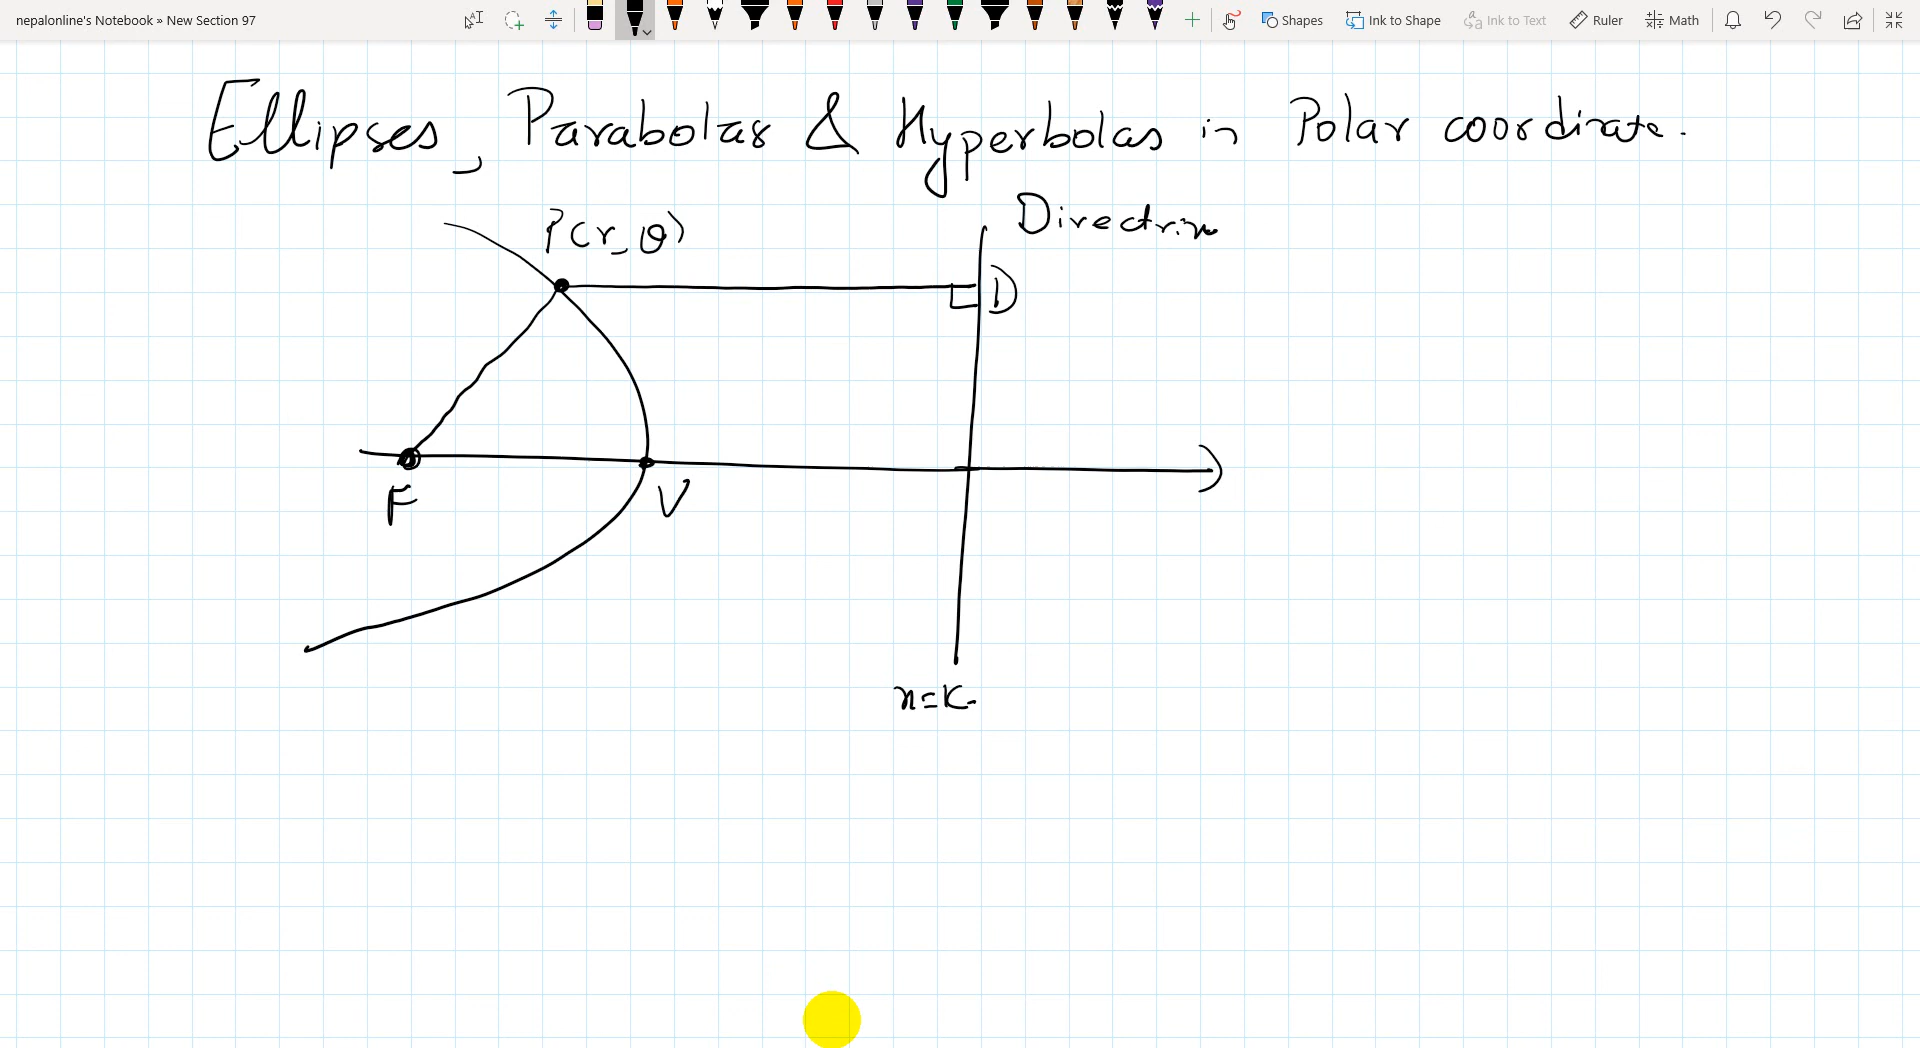 nepalonline's Notebook » New Section 97
Shapes
Ink to Shape
Ink to Text
Ruler
Math
Ellipses, Parabolas & Hyperbolas in Polar coordinate.
P(r, θ)
Directrix
D
F
V
x=K